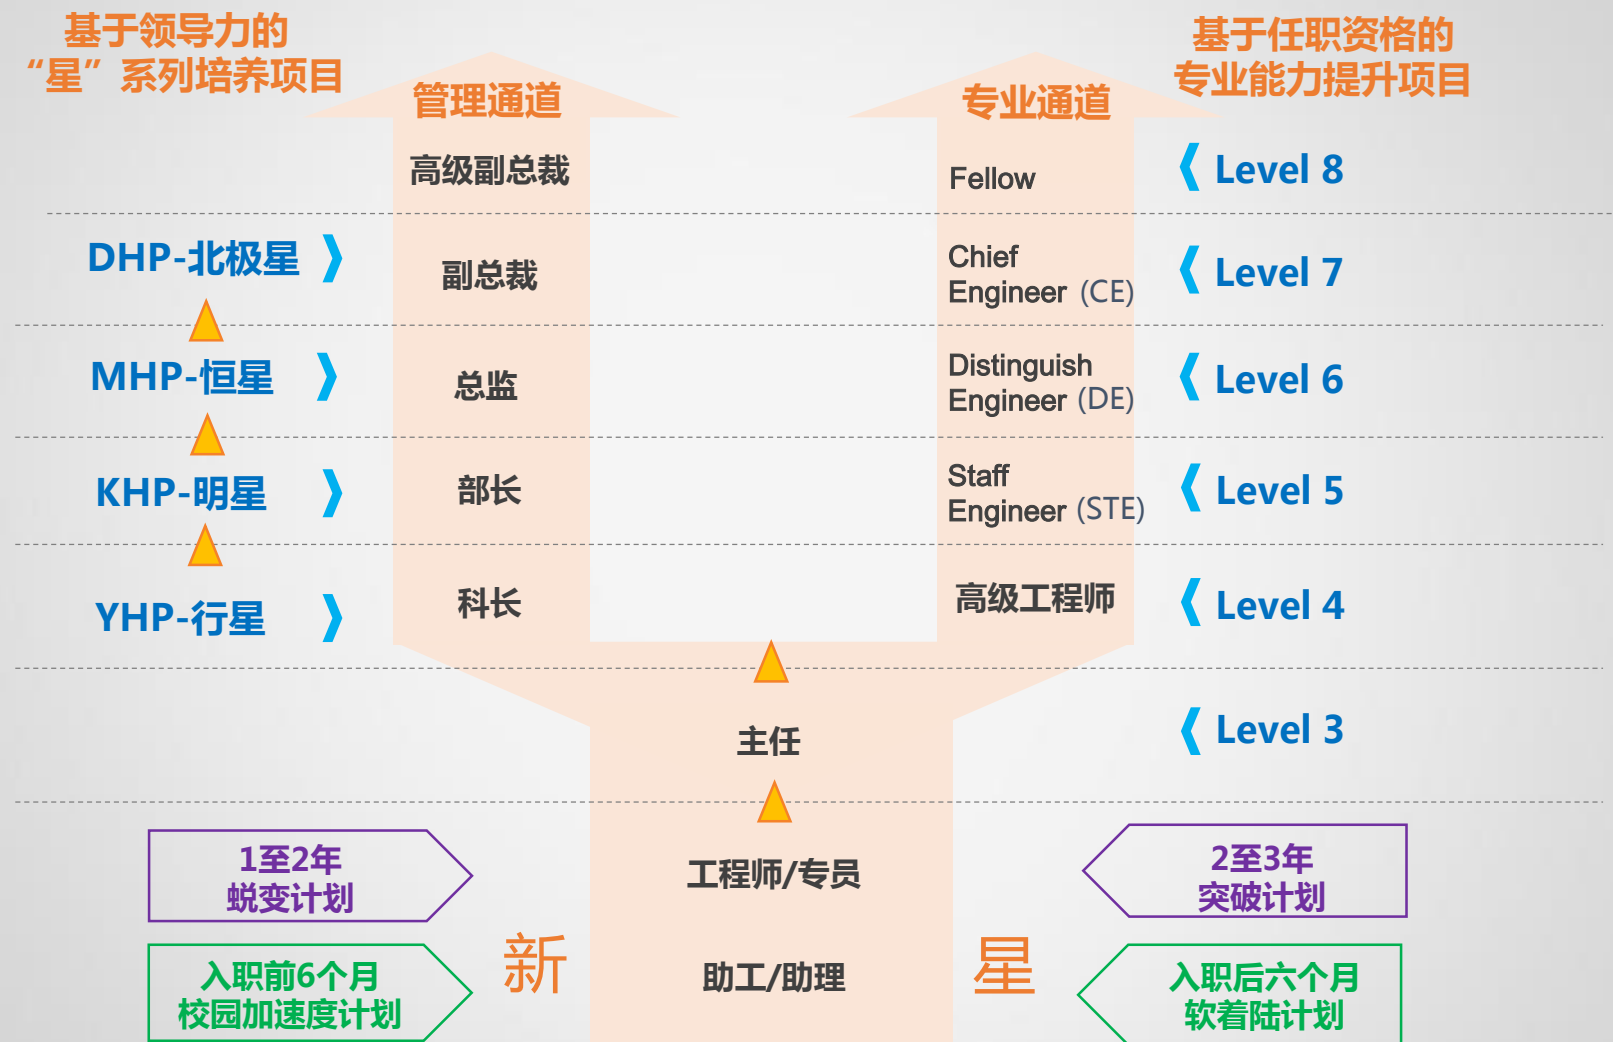 基于领导力的
“星”系列培养项目
管理通道
专业通道
基于任职资格的
专业能力提升项目
高级副总裁
Fellow
Level 8
DHP-北极星
副总裁
Chief
Engineer (CE)
Level 7
MHP-恒星
总监
Distinguish
Engineer (DE)
Level 6
KHP-明星
部长
Staff
Engineer (STE)
Level 5
YHP-行星
科长
高级工程师
Level 4
主任
Level 3
1至2年
蜕变计划
工程师/专员
2至3年
突破计划
新
星
入职前6个月
校园加速度计划
助工/助理
入职后六个月
软着陆计划